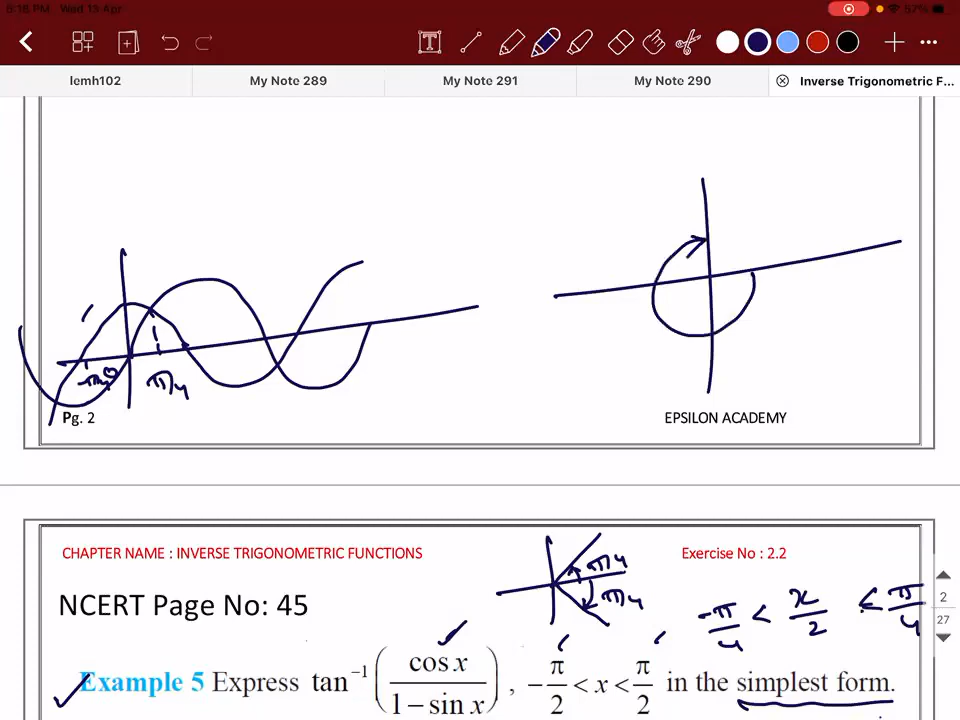 5:18 PM Wed 13 Apr 57%
T
lemh102 My Note 289 My Note 291 My Note 290 Inverse Trigonometric F...
π/4
Pg. 2 EPSILON ACADEMY
CHAPTER NAME : INVERSE TRIGONOMETRIC FUNCTIONS Exercise No : 2.2
π/4
π/4
NCERT Page No: 45
-π/4 < x/2 < π/4
2
27
Example 5 Express tan⁻¹ (cos x / 1 − sin x), −π/2 < x < π/2 in the simplest form.